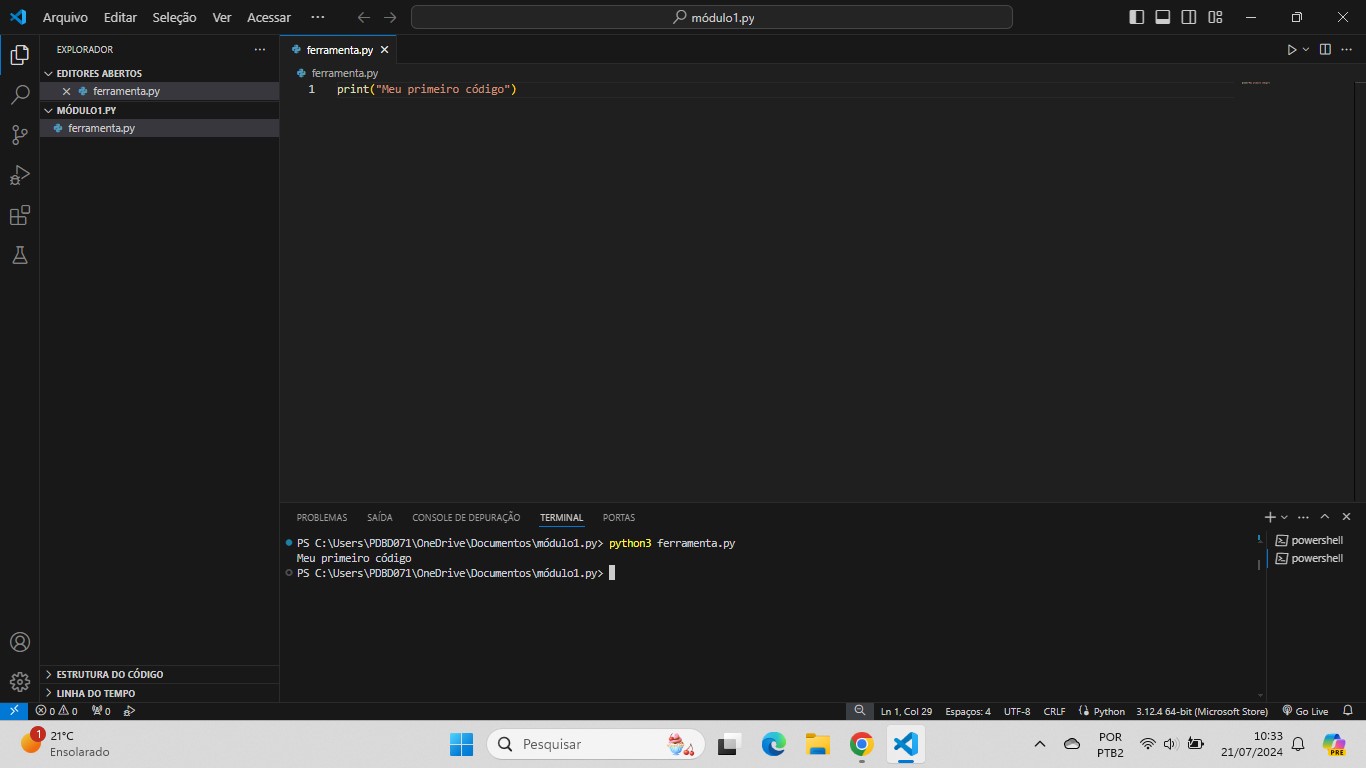 Arquivo Editar Seleção Ver Acessar ··· módulo1.py
EXPLORADOR ···
EDITORES ABERTOS
ferramenta.py
MÓDULO1.PY
ferramenta.py
ESTRUTURA DO CÓDIGO
LINHA DO TEMPO
ferramenta.py
ferramenta.py
1 print("Meu primeiro código")
PROBLEMAS SAÍDA CONSOLE DE DEPURAÇÃO TERMINAL PORTAS
PS C:\Users\PDBD071\OneDrive\Documentos\módulo1.py> python3 ferramenta.py
Meu primeiro código
PS C:\Users\PDBD071\OneDrive\Documentos\módulo1.py>
powershell
powershell
0 0 0 Ln 1, Col 29 Espaços: 4 UTF-8 CRLF Python 3.12.4 64-bit (Microsoft Store) Go Live
1
21°C
Ensolarado
Pesquisar
POR
PTB2
10:33
21/07/2024
PRE